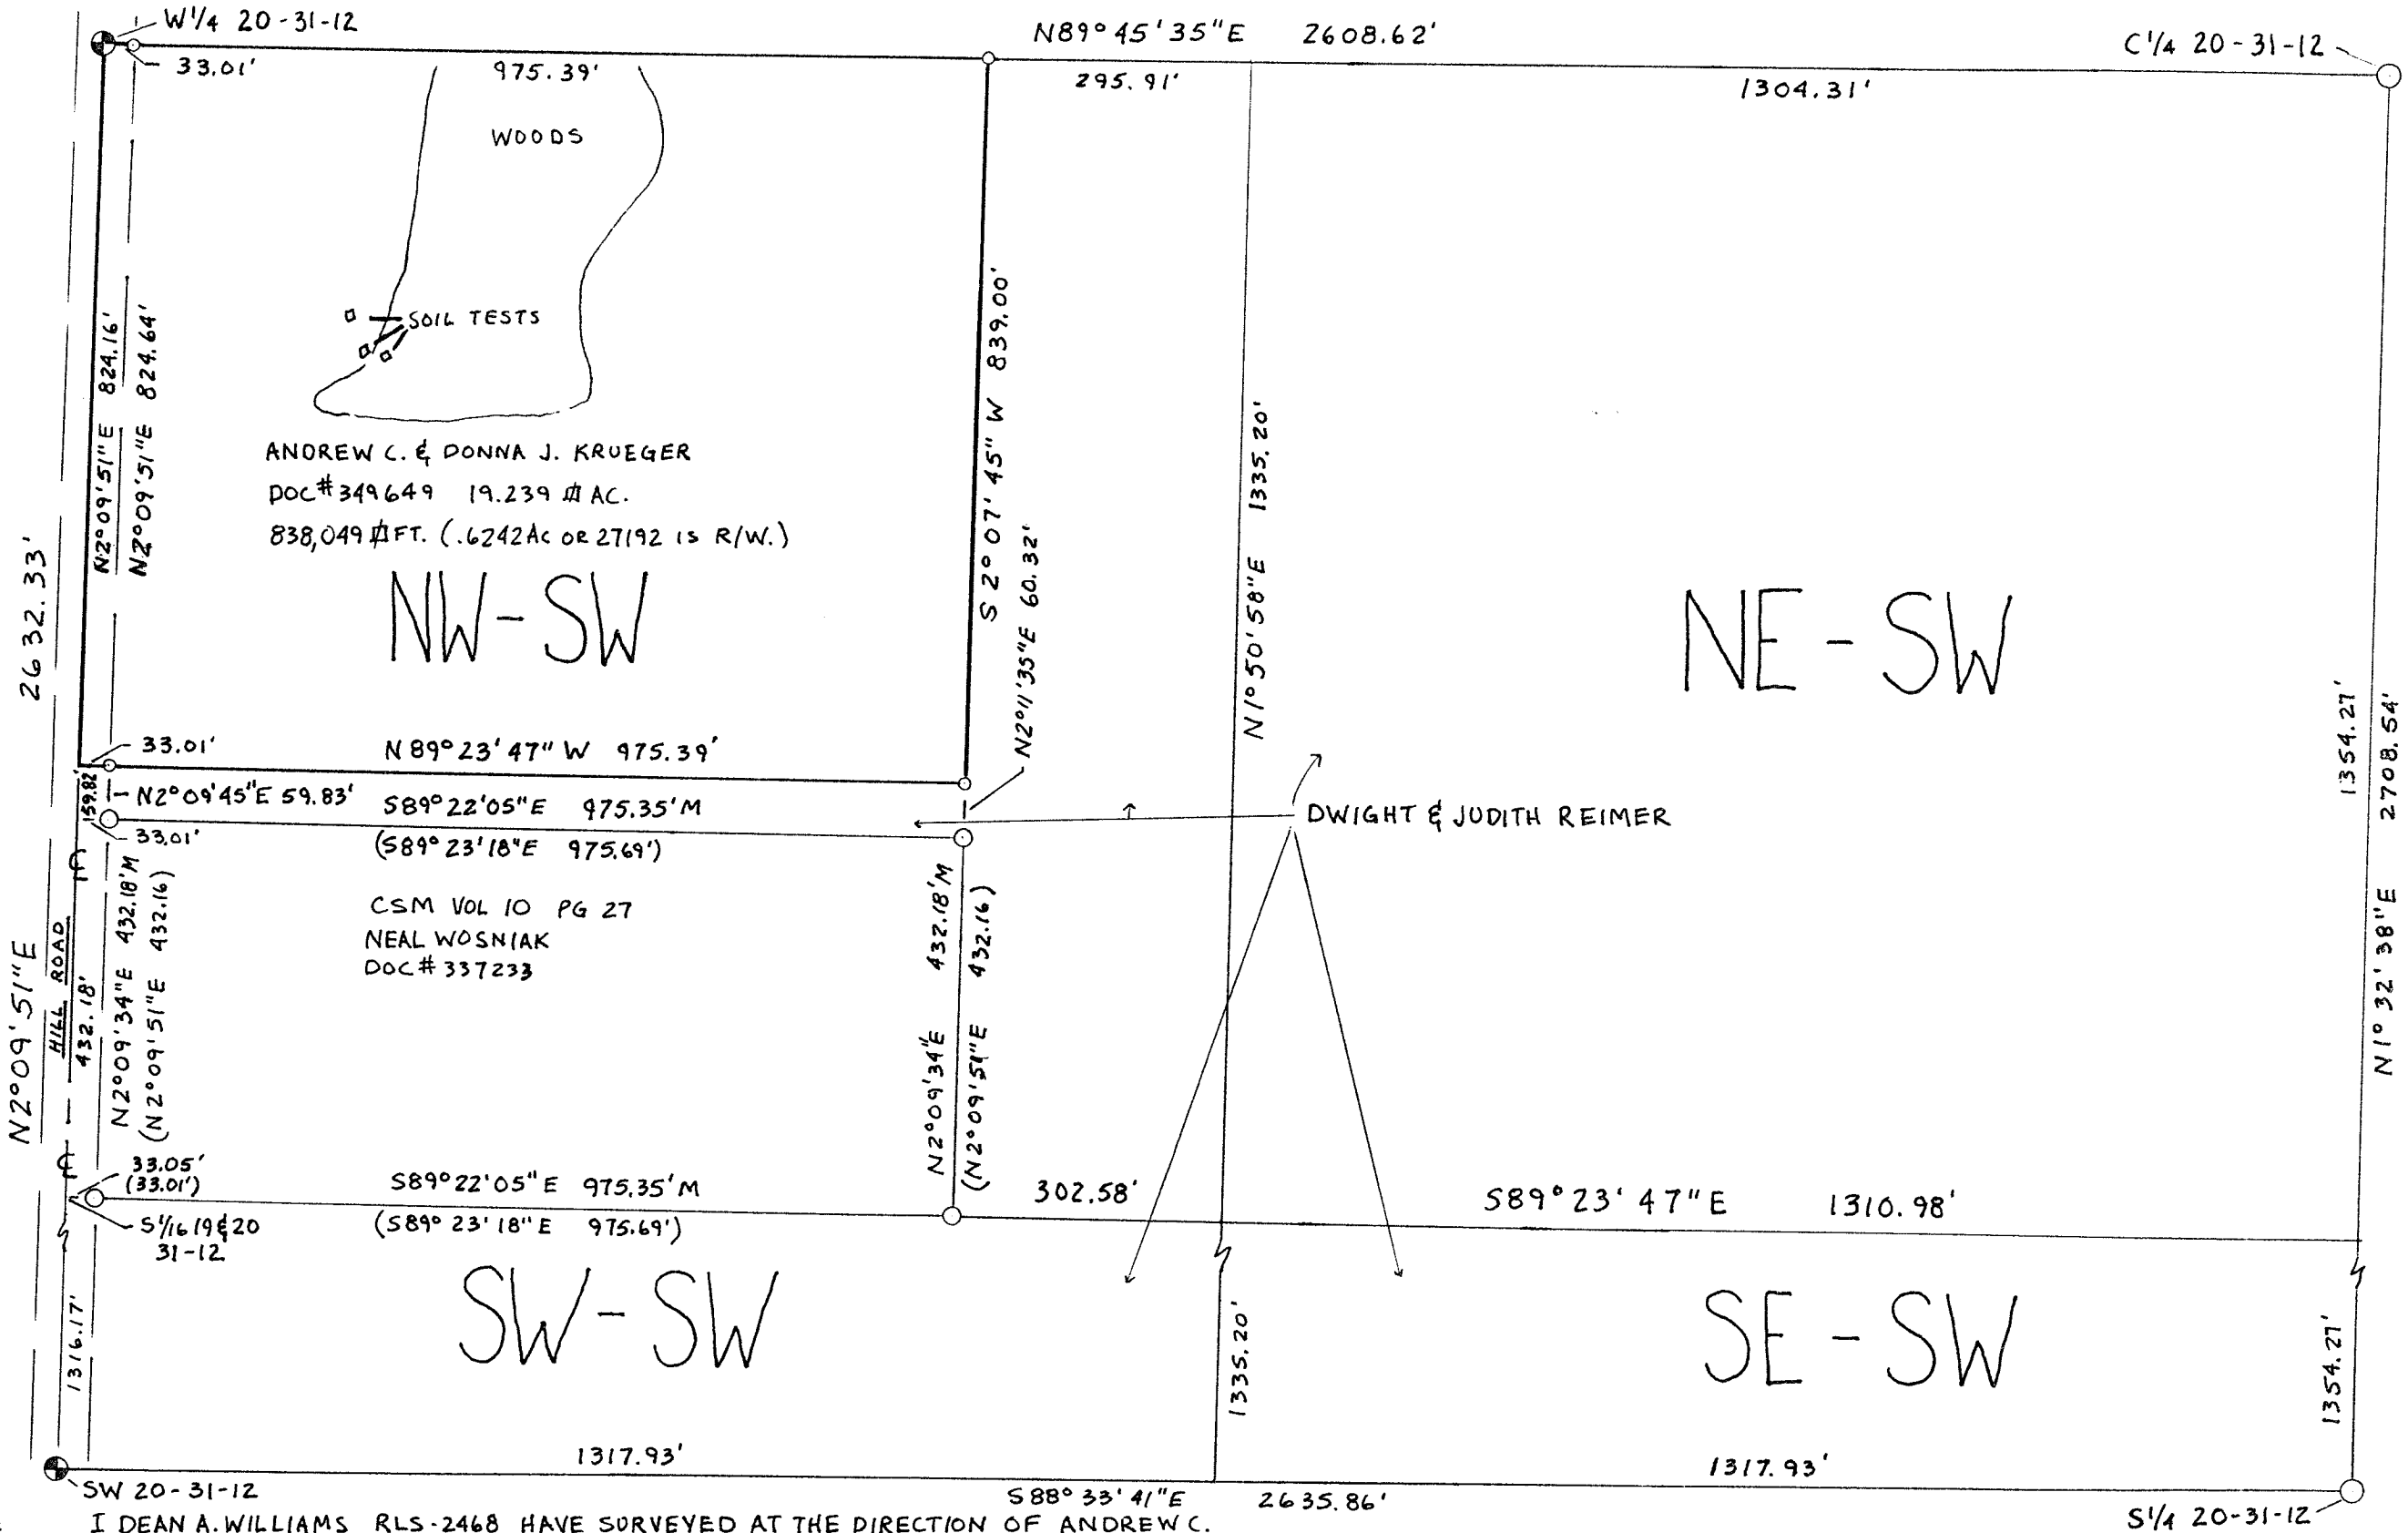 W1/4 20-31-12
N89°45'35"E 2608.62'
C1/4 20-31-12
33.01'
975.39'
295.91'
1304.31'
WOODS
SOIL TESTS
N2°09'51"E 824.16'
N2°09'51"E 824.64'
S 2°07'45" W 839.00'
N2°11'35"E 60.32'
N1°50'58"E 1335.20'
ANDREW C. & DONNA J. KRUEGER
DOC#349649 19.239 ⌗ AC.
838,049 ⌗ FT. (.6242AC OR 27192 IS R/W.)
NW-SW
NE-SW
2632.33'
N2°09'51"E
1354.27'
N1°32'38"E 2708.54'
33.01'
N 89°23'47" W 975.39'
159.82'
N2°09'45"E 59.83'
S89°22'05"E 975.35'M
33.01'
(S89°23'18"E 975.69')
DWIGHT & JUDITH REIMER
HILL ROAD
432.18'
N2°09'34"E 432.18'M
(N2°09'51"E 432.16)
CSM VOL 10 PG 27
NEAL WOSNIAK
DOC# 337233
N2°09'34"E 432.18'M
(N2°09'51"E 432.16)
33.05'
(33.01')
S89°22'05"E 975.35'M
302.58'
S89°23'47"E 1310.98'
S1/16 19&20
31-12
(S89°23'18"E 975.69')
SW-SW
SE-SW
1316.17'
1335.20'
1354.27'
1317.93'
1317.93'
SW 20-31-12
S88°33'41"E 2635.86'
S1/4 20-31-12
I DEAN A. WILLIAMS RLS-2468 HAVE SURVEYED AT THE DIRECTION OF ANDREW C.